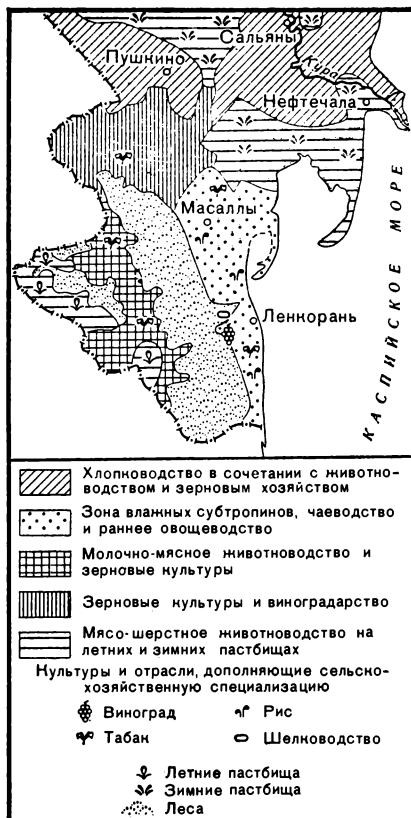 Сальяны
Пушкино
Кура
Нефтечала
Масаллы
Ленкорань
КАСПИЙСКОЕ МОРЕ
Хлопководство в сочетании с животно-
водством и зерновым хозяйством
Зона влажных субтропинов, чаеводство
и раннее овощеводство
Молочно-мясное животноводство и
зерновые культуры
Зерновые культуры и виноградарство
Мясо-шерстное животноводство на
летних и зимних пастбищах
Культуры и отрасли, дополняющие сельско-
хозяйственную специализацию
Виноград
Рис
Табак
Шелководство
Летние пастбища
Зимние пастбища
Леса